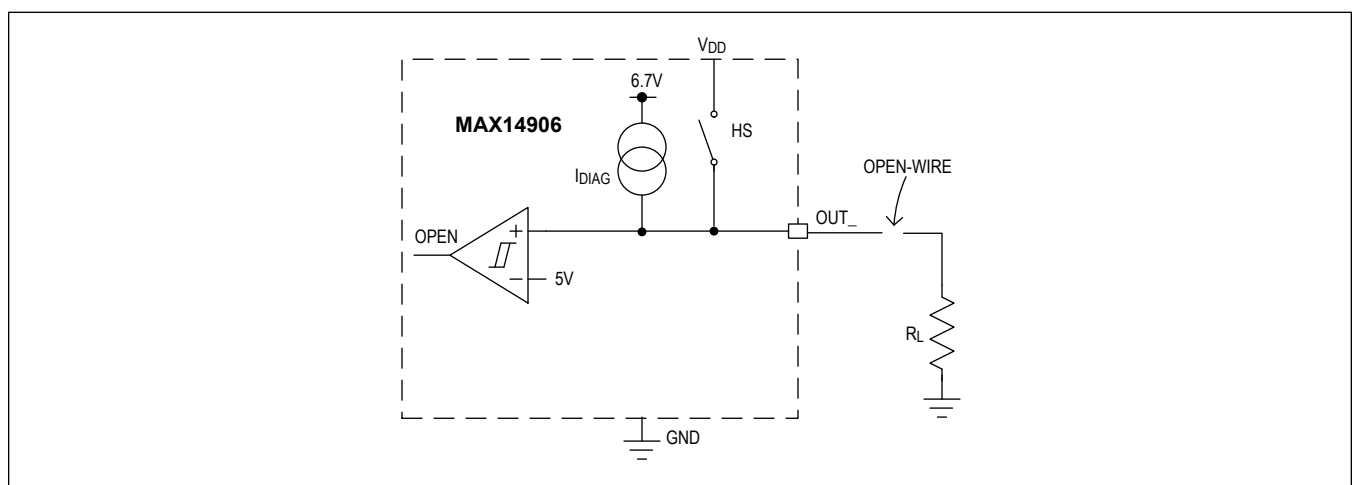 VDD
6.7V
MAX14906
HS
IDIAG
OPEN-WIRE
OUT_
OPEN
+
−
5V
RL
GND